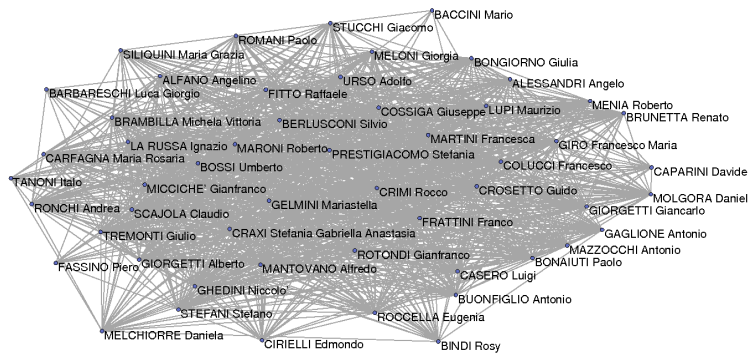 BACCINI Mario
STUCCHI Giacomo
ROMANI Paolo
SILIQUINI Maria Grazia
MELONI Giorgia
BONGIORNO Giulia
ALFANO Angelino
URSO Adolfo
ALESSANDRI Angelo
BARBARESCHI Luca Giorgio
FITTO Raffaele
MENIA Roberto
COSSIGA Giuseppe
LUPI Maurizio
BRUNETTA Renato
BRAMBILLA Michela Vittoria
BERLUSCONI Silvio
MARTINI Francesca
GIRO Francesco Maria
LA RUSSA Ignazio
MARONI Roberto
PRESTIGIACOMO Stefania
CARFAGNA Maria Rosaria
BOSSI Umberto
COLUCCI Francesco
CAPARINI Davide
TANONI Italo
MICCICHE' Gianfranco
CRIMI Rocco
CROSETTO Guido
MOLGORA Daniel
RONCHI Andrea
SCAJOLA Claudio
GELMINI Mariastella
GIORGETTI Giancarlo
FRATTINI Franco
TREMONTI Giulio
CRAXI Stefania Gabriella Anastasia
GAGLIONE Antonio
MAZZOCCHI Antonio
ROTONDI Gianfranco
BONAIUTI Paolo
FASSINO Piero
GIORGETTI Alberto
MANTOVANO Alfredo
CASERO Luigi
GHEDINI Niccolo'
BUONFIGLIO Antonio
STEFANI Stefano
ROCCELLA Eugenia
MELCHIORRE Daniela
CIRIELLI Edmondo
BINDI Rosy